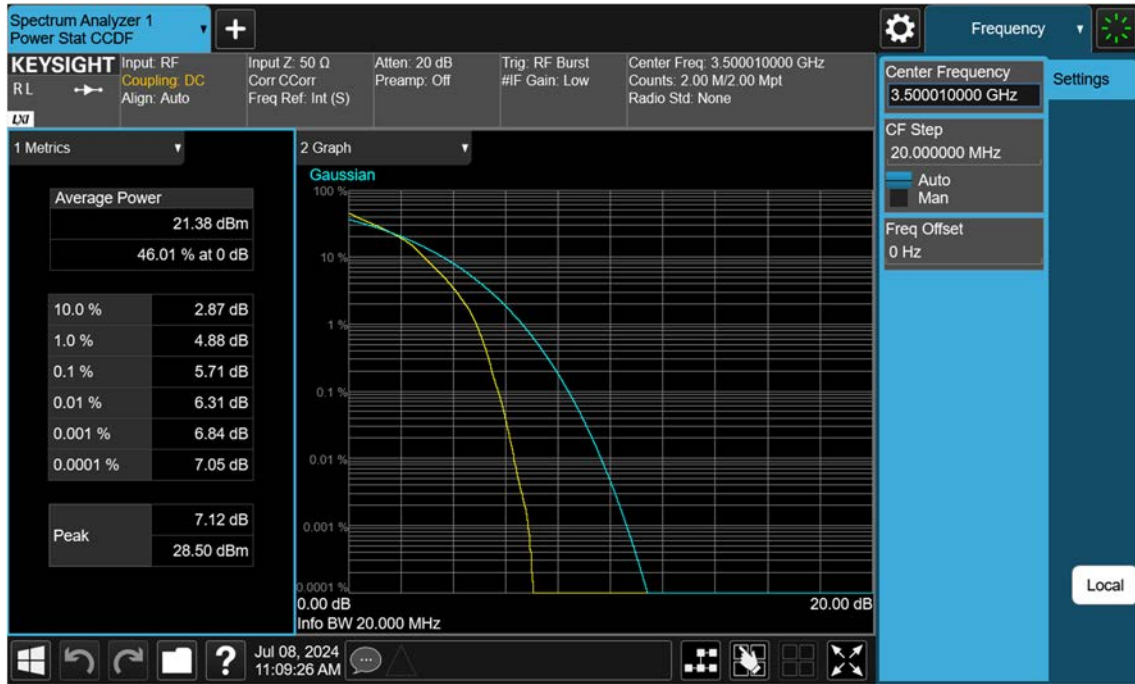 Spectrum Analyzer 1
Power Stat CCDF
Frequency
KEYSIGHT
R L
LXI
Input: RF
Coupling: DC
Align: Auto
Input Z: 50 Ω
Corr CCorr
Freq Ref: Int (S)
Atten: 20 dB
Preamp: Off
Trig: RF Burst
#IF Gain: Low
Center Freq: 3.500010000 GHz
Counts: 2.00 M/2.00 Mpt
Radio Std: None
Center Frequency
3.500010000 GHz
Settings
CF Step
20.000000 MHz
Auto
Man
Freq Offset
0 Hz
Local
1 Metrics
Average Power
21.38 dBm
46.01 % at 0 dB
10.0 % 2.87 dB
1.0 % 4.88 dB
0.1 % 5.71 dB
0.01 % 6.31 dB
0.001 % 6.84 dB
0.0001 % 7.05 dB
Peak
7.12 dB
28.50 dBm
2 Graph
Gaussian
100 %
10 %
1 %
0.1 %
0.01 %
0.001 %
0.0001 %
0.00 dB 20.00 dB
Info BW 20.000 MHz
?
Jul 08, 2024
11:09:26 AM